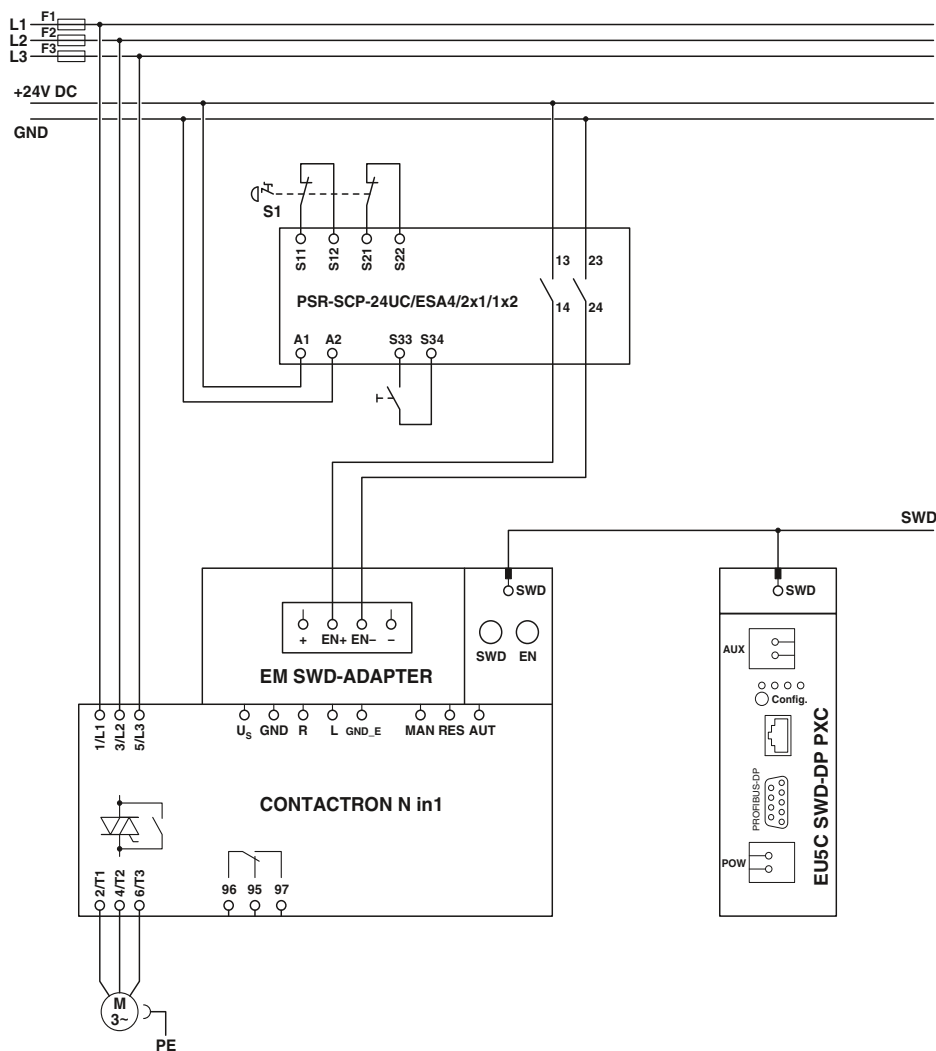 F1
L1
F2
L2
F3
L3
+24V DC
GND
S1
S11
S12
S21
S22
13
23
PSR-SCP-24UC/ESA4/2x1/1x2
14
24
A1
A2
S33
S34
SWD
SWD
SWD
+
EN+
EN–
–
SWD
EN
AUX
EM SWD-ADAPTER
Config.
1/L1
3/L2
5/L3
US
GND
R
L
GND_E
MAN
RES
AUT
CONTACTRON N in1
PROFIBUS-DP
EU5C SWD-DP PXC
POW
2/T1
4/T2
6/T3
96
95
97
M
3~
PE